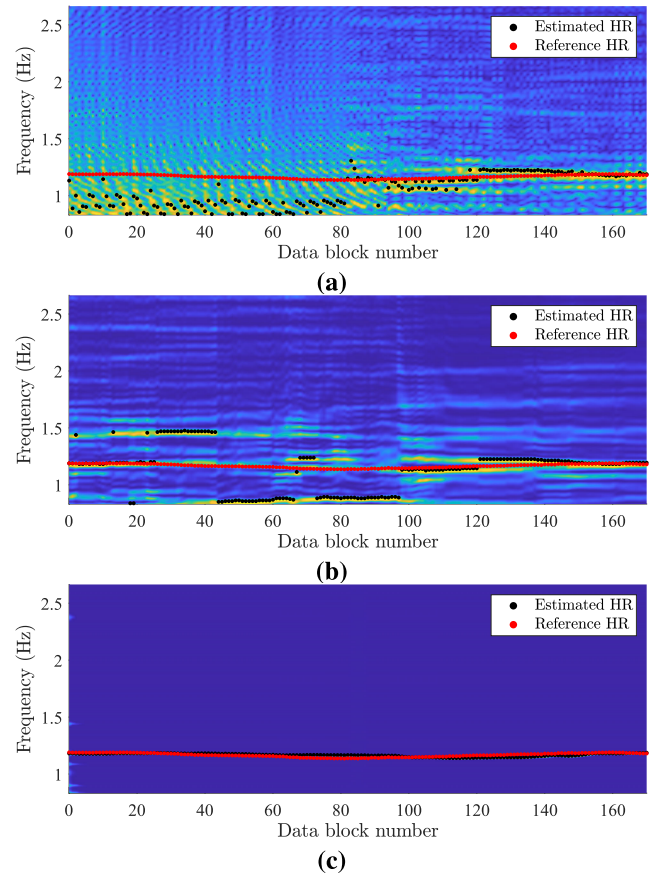 2.5
2
1.5
1
Frequency (Hz)
Estimated HR
Reference HR
0 20 40 60 80 100 120 140 160
Data block number
(a)
2.5
2
1.5
1
Frequency (Hz)
Estimated HR
Reference HR
0 20 40 60 80 100 120 140 160
Data block number
(b)
2.5
2
1.5
1
Frequency (Hz)
Estimated HR
Reference HR
0 20 40 60 80 100 120 140 160
Data block number
(c)